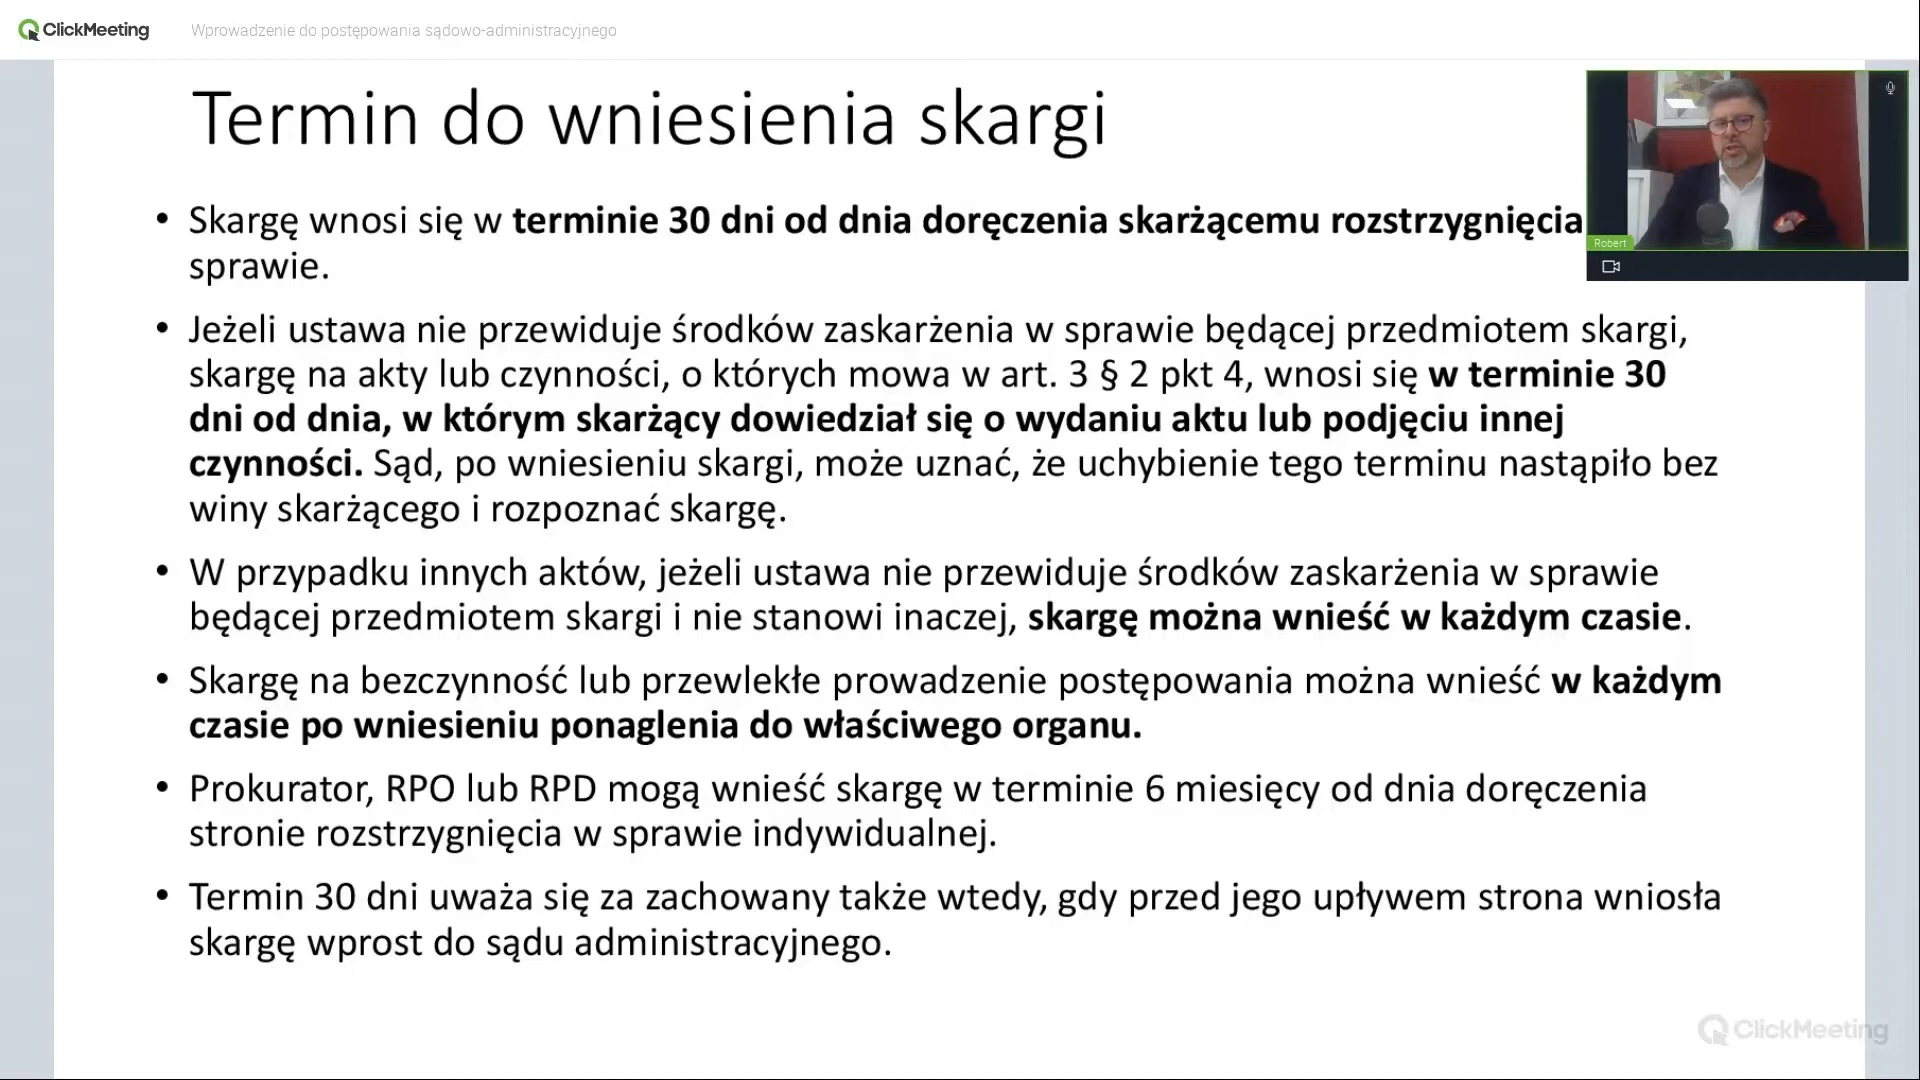 ClickMeeting
Wprowadzenie do postępowania sądowo-administracyjnego
Termin do wniesienia skargi
• Skargę wnosi się w terminie 30 dni od dnia doręczenia skarżącemu rozstrzygnięcia
sprawie.
• Jeżeli ustawa nie przewiduje środków zaskarżenia w sprawie będącej przedmiotem skargi,
skargę na akty lub czynności, o których mowa w art. 3 § 2 pkt 4, wnosi się w terminie 30
dni od dnia, w którym skarżący dowiedział się o wydaniu aktu lub podjęciu innej
czynności. Sąd, po wniesieniu skargi, może uznać, że uchybienie tego terminu nastąpiło bez
winy skarżącego i rozpoznać skargę.
• W przypadku innych aktów, jeżeli ustawa nie przewiduje środków zaskarżenia w sprawie
będącej przedmiotem skargi i nie stanowi inaczej, skargę można wnieść w każdym czasie.
• Skargę na bezczynność lub przewlekłe prowadzenie postępowania można wnieść w każdym
czasie po wniesieniu ponaglenia do właściwego organu.
• Prokurator, RPO lub RPD mogą wnieść skargę w terminie 6 miesięcy od dnia doręczenia
stronie rozstrzygnięcia w sprawie indywidualnej.
• Termin 30 dni uważa się za zachowany także wtedy, gdy przed jego upływem strona wniosła
skargę wprost do sądu administracyjnego.
Robert
ClickMeeting